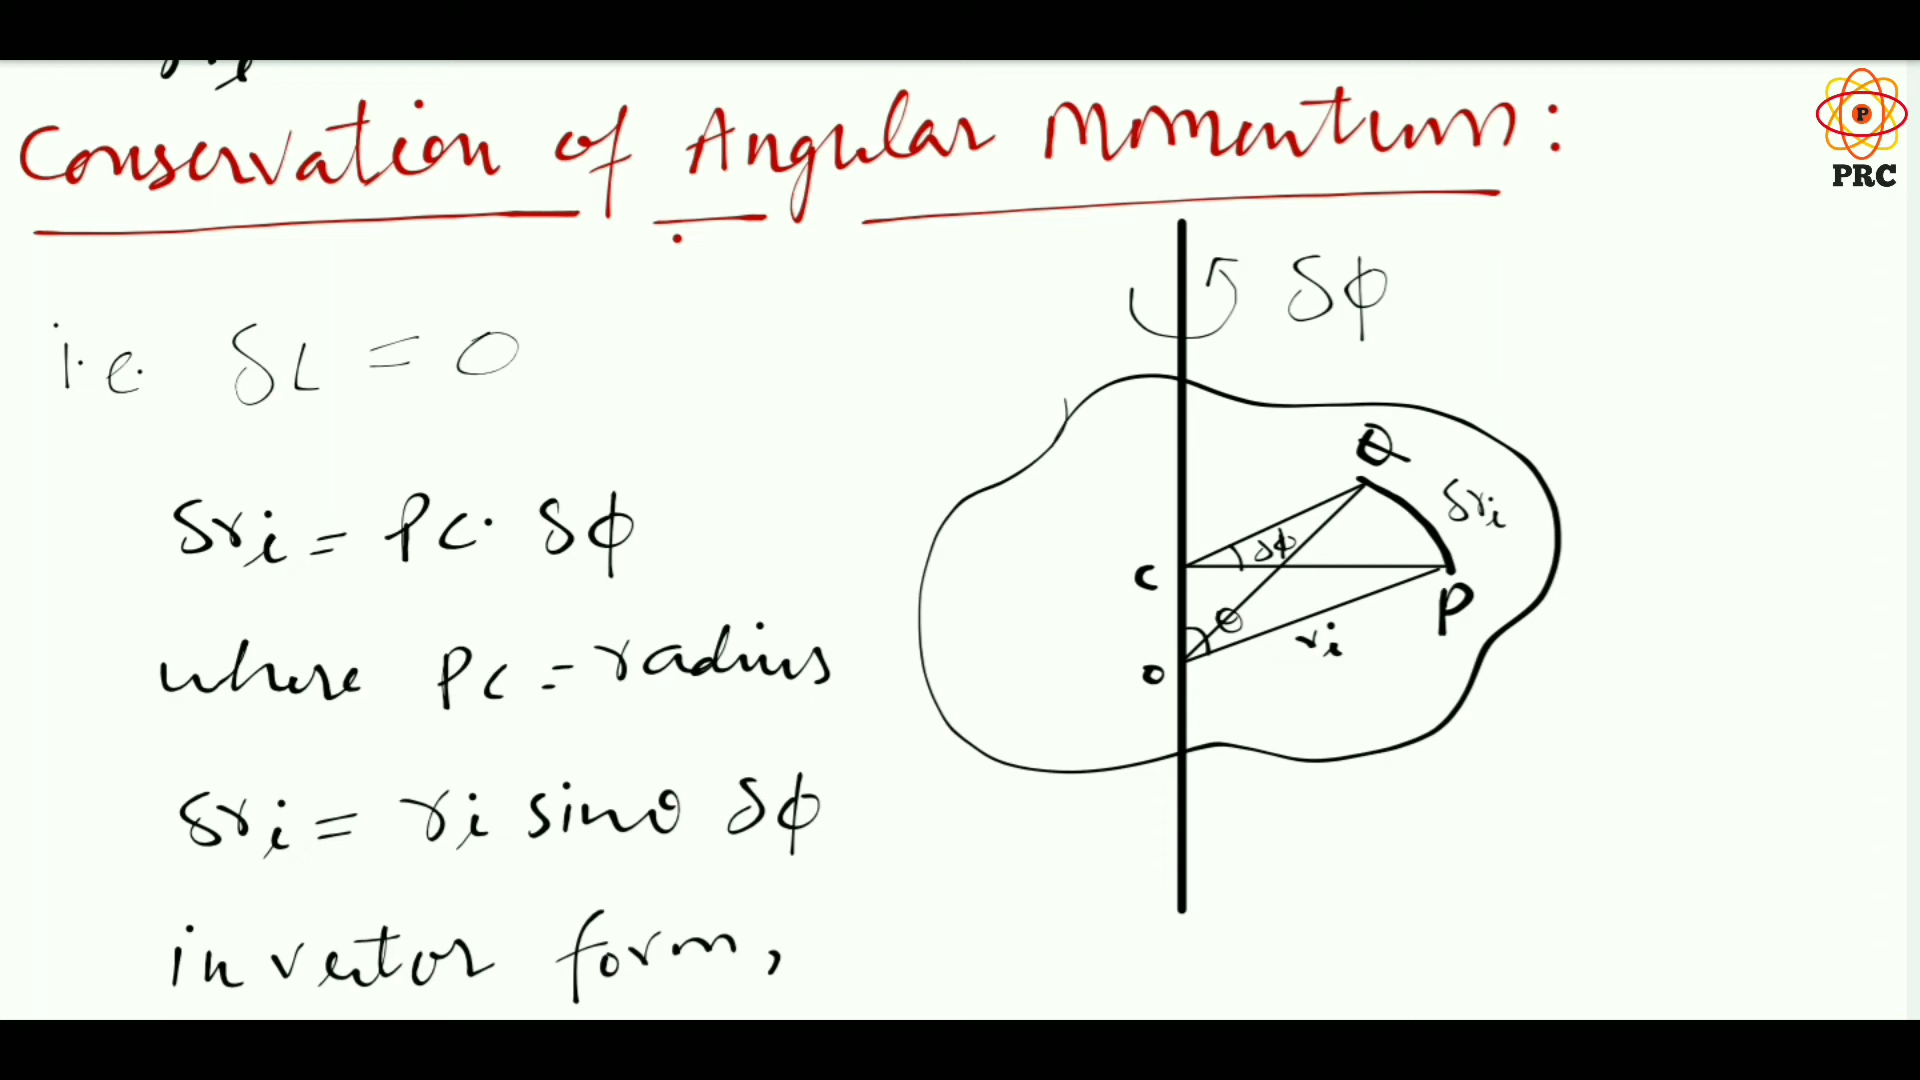 Conservation of Angular Momentum:
i.e. δL = 0
δri = PC. δϕ
where PC = radius
δri = ri sinθ δϕ
in vector form,
δϕ
Q
δri
δϕ
C
P
θ
ri
O
P
PRC